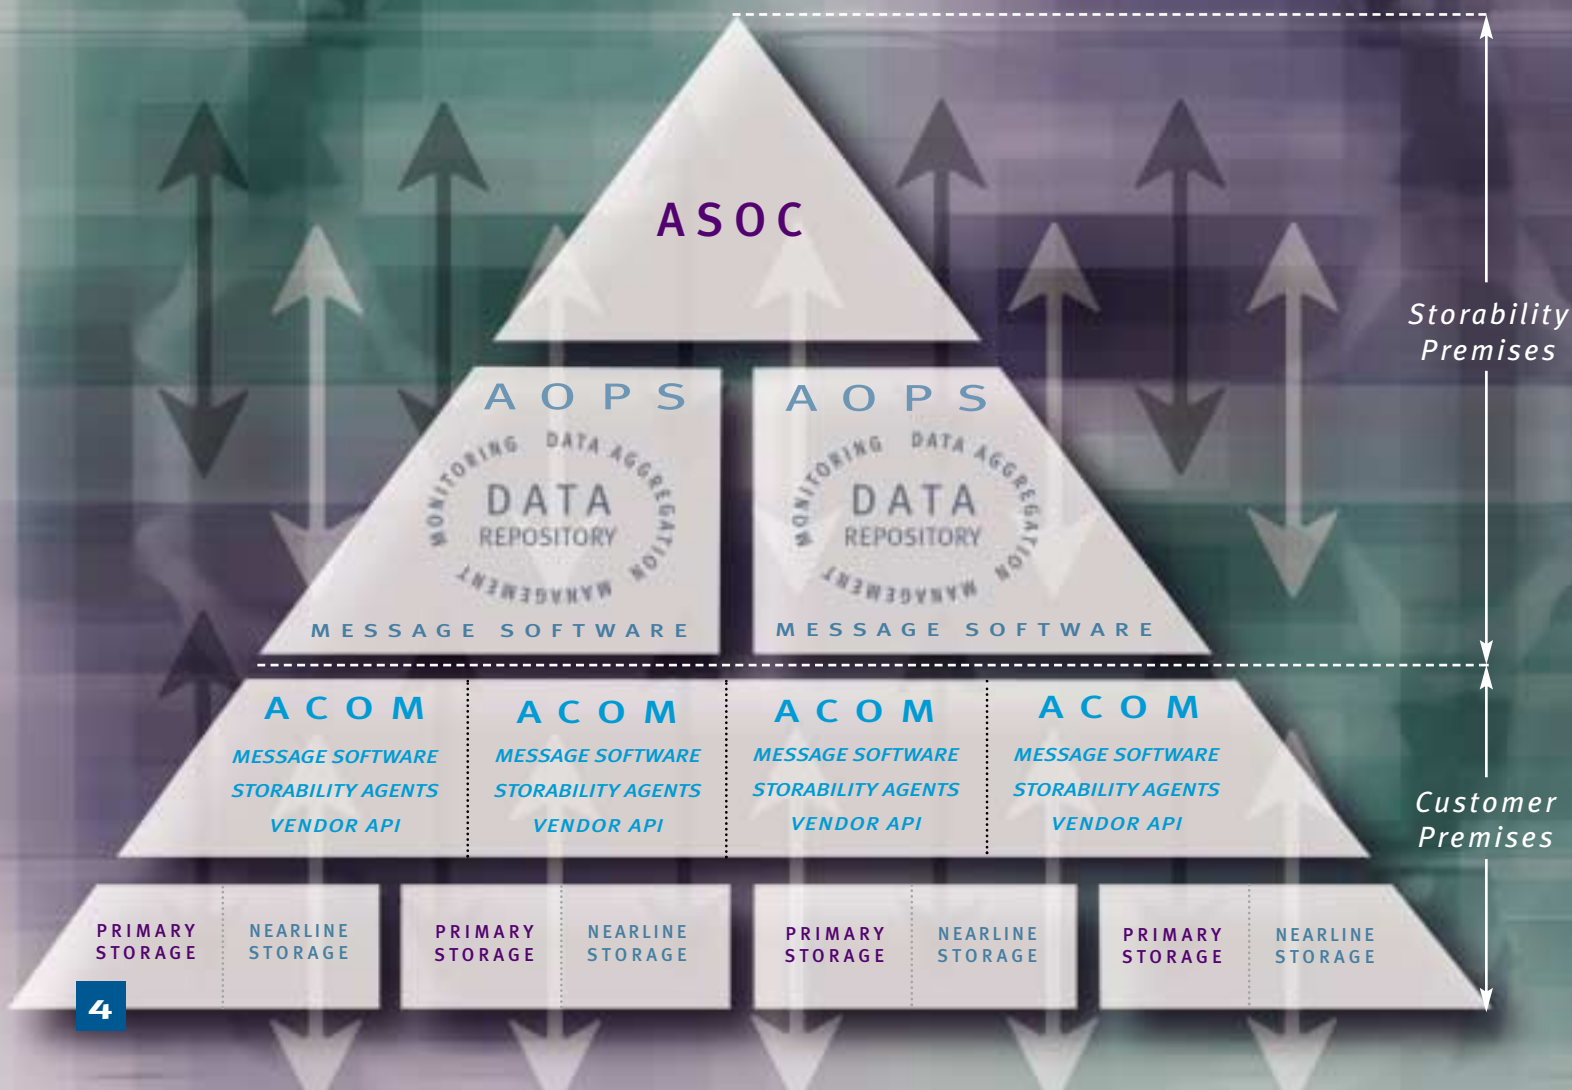 ASOC
Storability
Premises
AOPS
MONITORING DATA AGGREGATION MANAGEMENT
DATA
REPOSITORY
MESSAGE SOFTWARE
AOPS
MONITORING DATA AGGREGATION MANAGEMENT
DATA
REPOSITORY
MESSAGE SOFTWARE
ACOM
MESSAGE SOFTWARE
STORABILITY AGENTS
VENDOR API
ACOM
MESSAGE SOFTWARE
STORABILITY AGENTS
VENDOR API
ACOM
MESSAGE SOFTWARE
STORABILITY AGENTS
VENDOR API
ACOM
MESSAGE SOFTWARE
STORABILITY AGENTS
VENDOR API
Customer
Premises
PRIMARY
STORAGE
NEARLINE
STORAGE
PRIMARY
STORAGE
NEARLINE
STORAGE
PRIMARY
STORAGE
NEARLINE
STORAGE
PRIMARY
STORAGE
NEARLINE
STORAGE
4